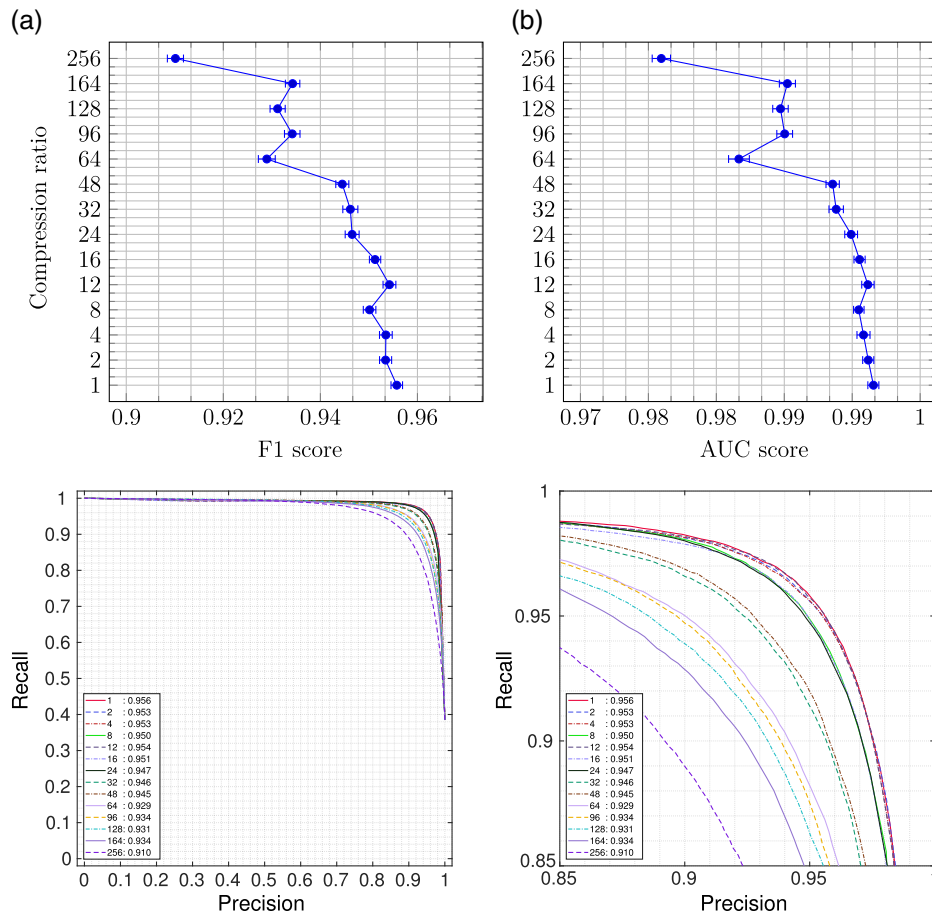 (a)
(b)
Compression ratio
256
164
128
96
64
48
32
24
16
12
8
4
2
1
0.9 0.92 0.94 0.96
F1 score
256
164
128
96
64
48
32
24
16
12
8
4
2
1
0.97 0.98 0.98 0.99 0.99 1
AUC score
Recall
1
0.9
0.8
0.7
0.6
0.5
0.4
0.3
0.2
0.1
0
1 : 0.956
2 : 0.953
4 : 0.953
8 : 0.950
12 : 0.954
16 : 0.951
24 : 0.947
32 : 0.946
48 : 0.945
64 : 0.929
96 : 0.934
128: 0.931
164: 0.934
256: 0.910
0 0.1 0.2 0.3 0.4 0.5 0.6 0.7 0.8 0.9 1
Precision
Recall
1
0.95
0.9
0.85
1 : 0.956
2 : 0.953
4 : 0.953
8 : 0.950
12 : 0.954
16 : 0.951
24 : 0.947
32 : 0.946
48 : 0.945
64 : 0.929
96 : 0.934
128: 0.931
164: 0.934
256: 0.910
0.85 0.9 0.95 1
Precision